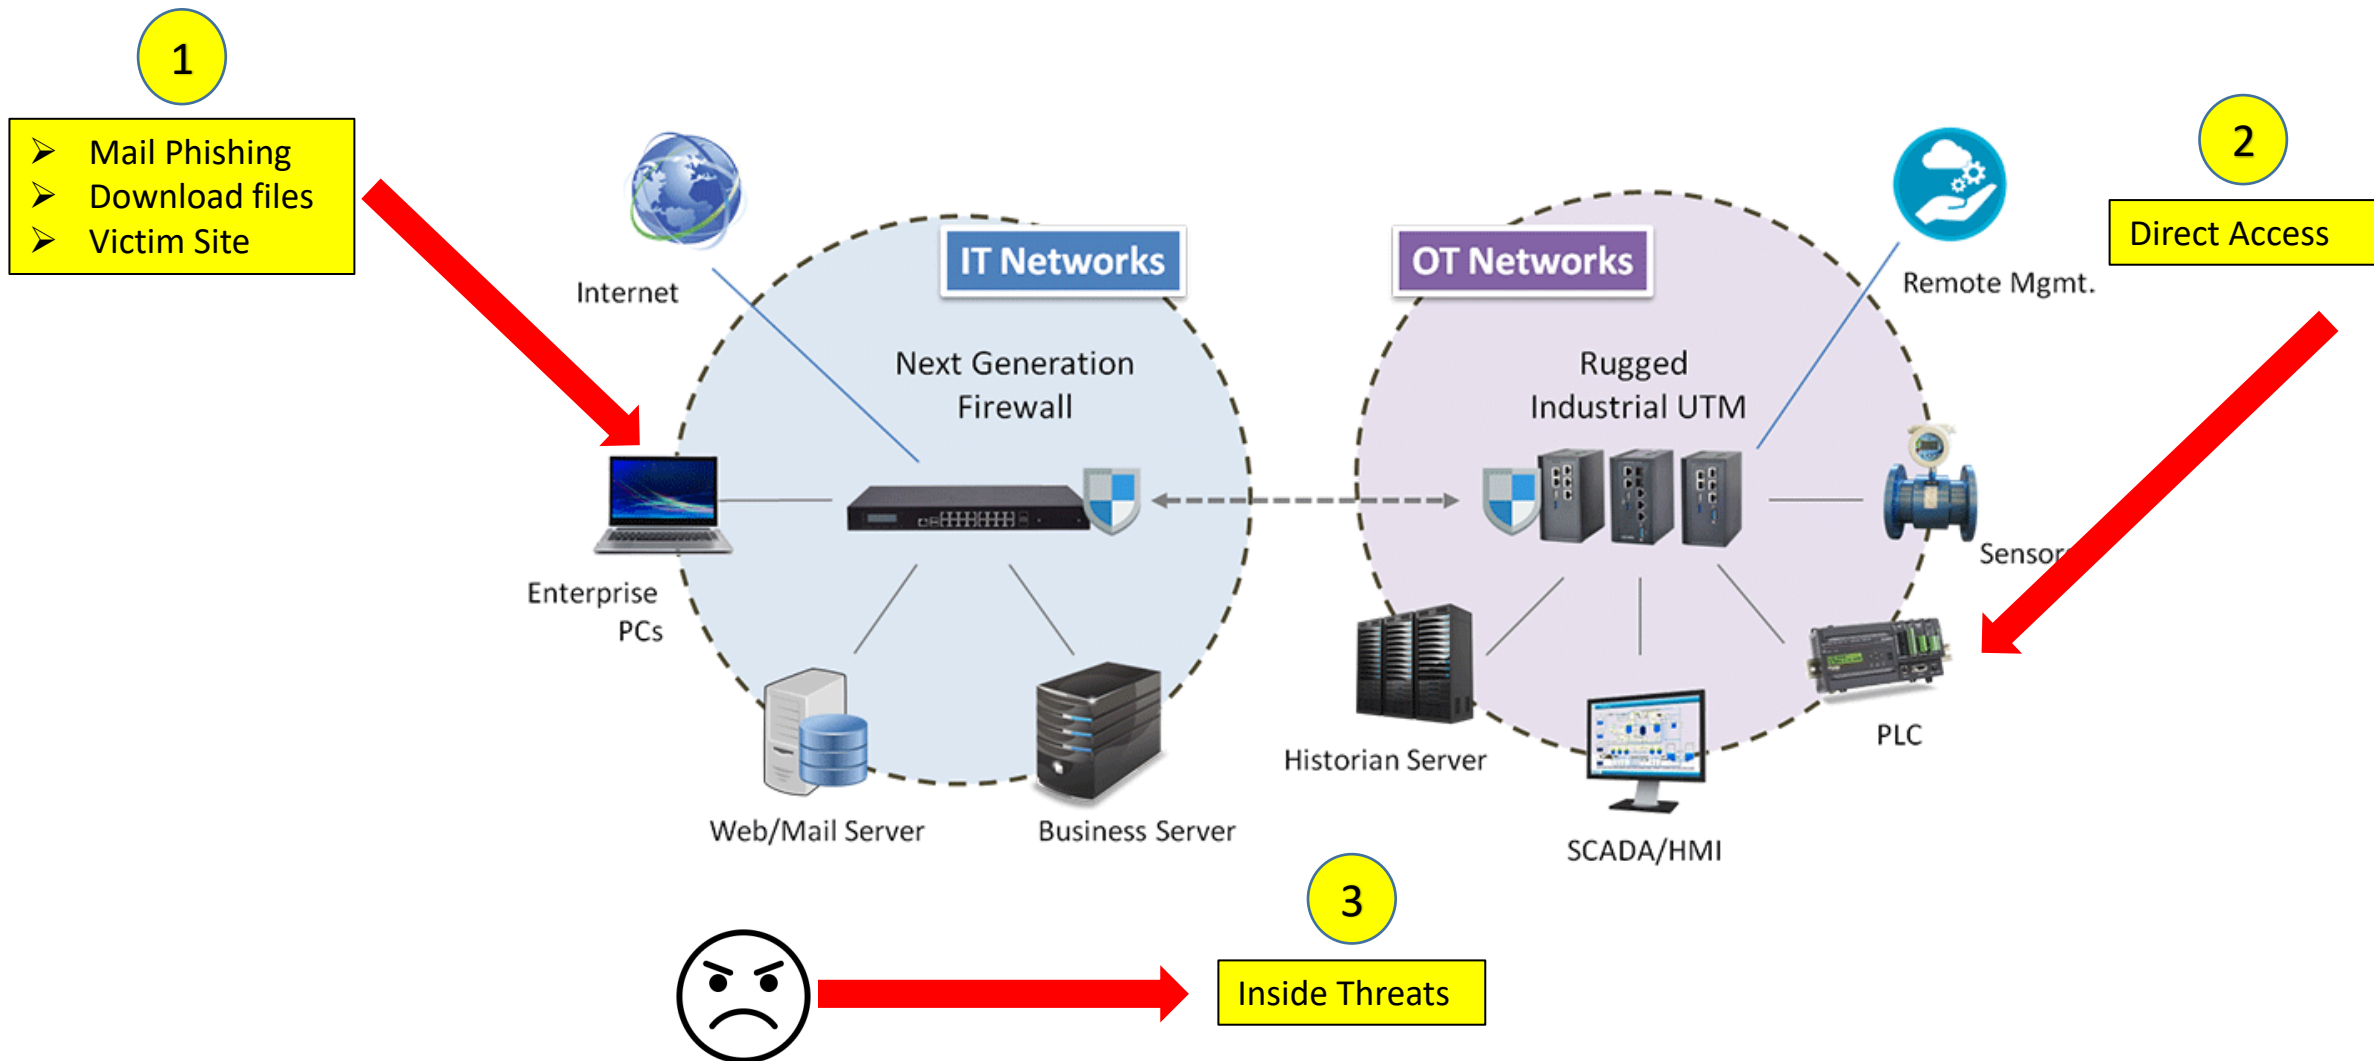 1
➢ Mail Phishing
➢ Download files
➢ Victim Site
2
Direct Access
Internet
IT Networks
OT Networks
Remote Mgmt.
Next Generation
Firewall
Rugged
Industrial UTM
Enterprise
PCs
Sensors
Web/Mail Server
Business Server
Historian Server
SCADA/HMI
PLC
3
Inside Threats